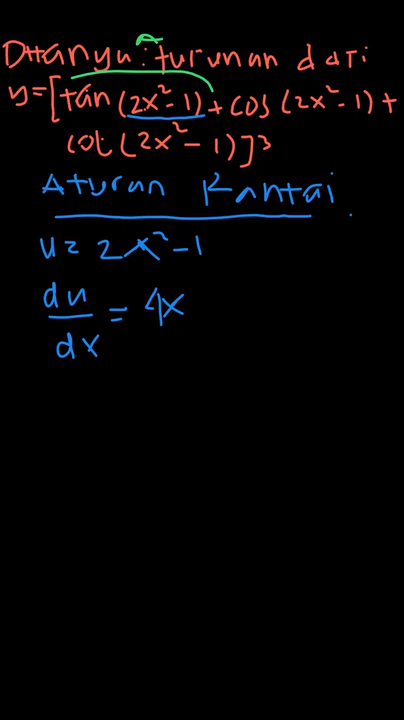 Dttanya : turunan dari
A
y=[tan (2x²-1) + cos (2x²-1) +
cot (2x²-1)]³
Aturan Rantai
u = 2x²-1
du
dx
= 4x